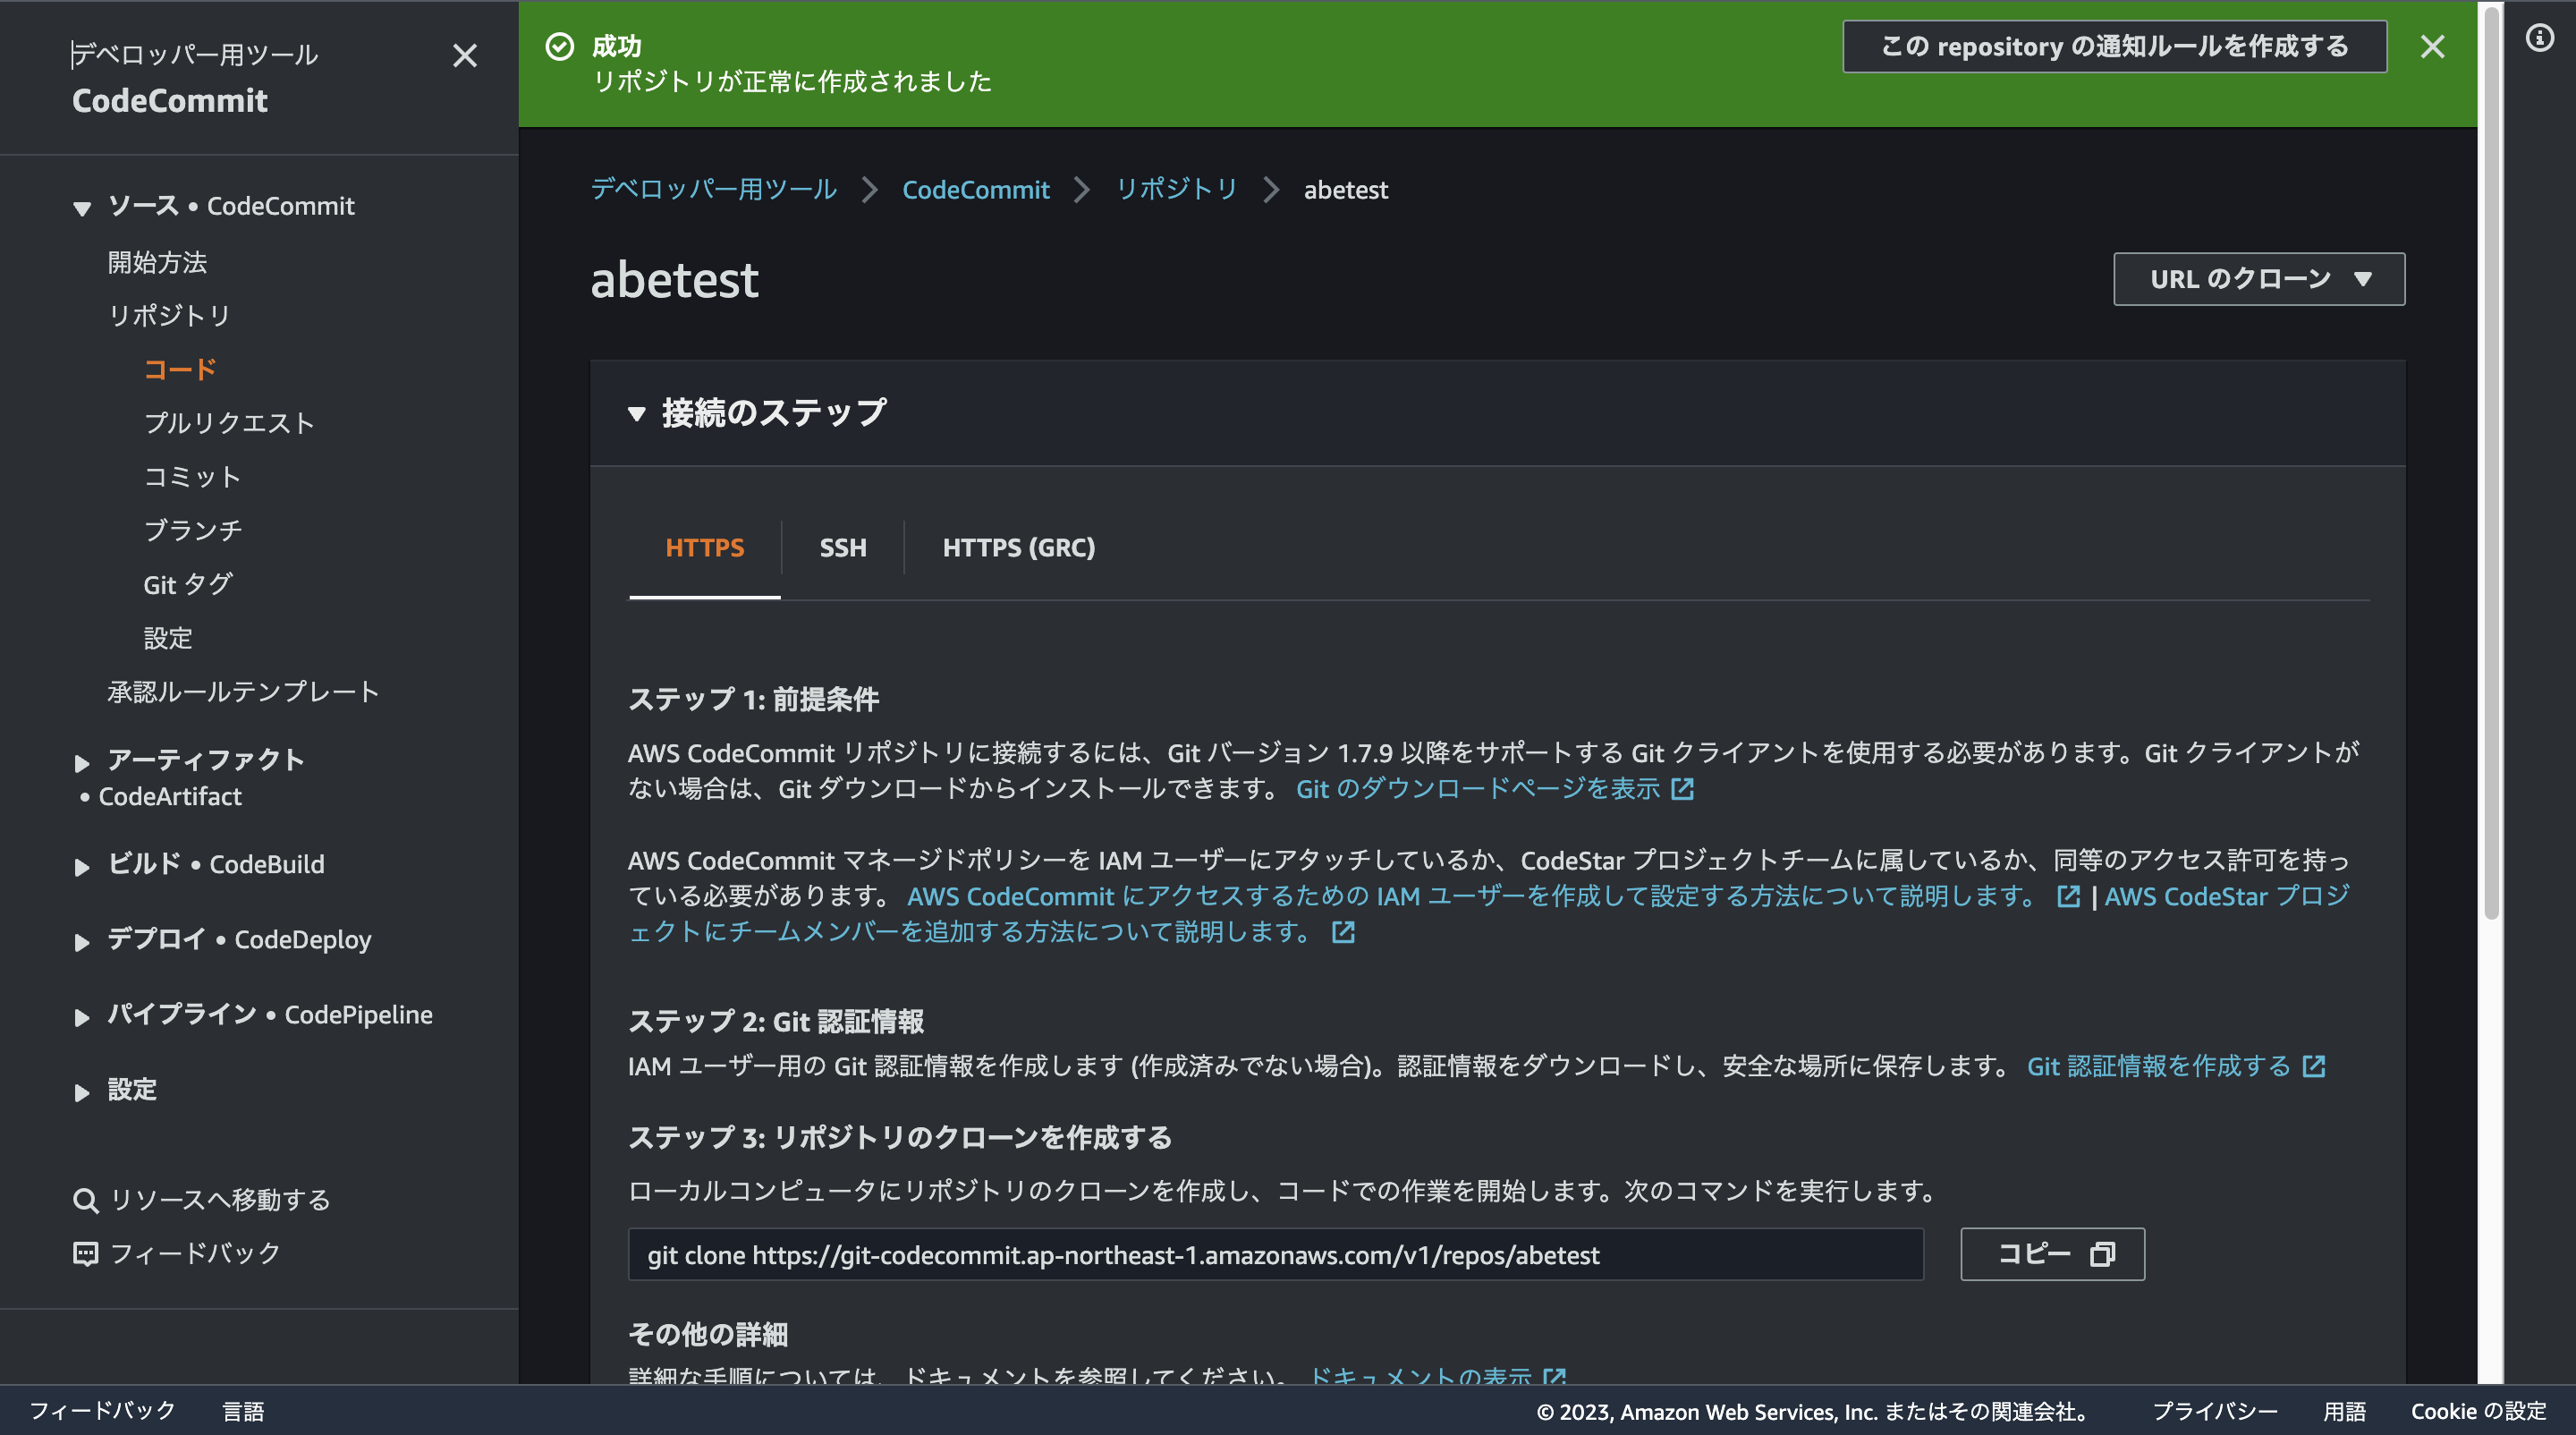 デベロッパー用ツール
CodeCommit
ソース • CodeCommit
開始方法
リポジトリ
コード
プルリクエスト
コミット
ブランチ
Git タグ
設定
承認ルールテンプレート
アーティファクト
• CodeArtifact
ビルド • CodeBuild
デプロイ • CodeDeploy
パイプライン • CodePipeline
設定
リソースへ移動する
フィードバック
成功
リポジトリが正常に作成されました
この repository の通知ルールを作成する
デベロッパー用ツール > CodeCommit > リポジトリ > abetest
abetest
URL のクローン
接続のステップ
HTTPS SSH HTTPS (GRC)
ステップ 1: 前提条件
AWS CodeCommit リポジトリに接続するには、Git バージョン 1.7.9 以降をサポートする Git クライアントを使用する必要があります。Git クライアントが
ない場合は、Git ダウンロードからインストールできます。 Git のダウンロードページを表示
AWS CodeCommit マネージドポリシーを IAM ユーザーにアタッチしているか、CodeStar プロジェクトチームに属しているか、同等のアクセス許可を持っ
ている必要があります。 AWS CodeCommit にアクセスするための IAM ユーザーを作成して設定する方法について説明します。 | AWS CodeStar プロジ
ェクトにチームメンバーを追加する方法について説明します。
ステップ 2: Git 認証情報
IAM ユーザー用の Git 認証情報を作成します (作成済みでない場合)。認証情報をダウンロードし、安全な場所に保存します。 Git 認証情報を作成する
ステップ 3: リポジトリのクローンを作成する
ローカルコンピュータにリポジトリのクローンを作成し、コードでの作業を開始します。次のコマンドを実行します。
git clone https://git-codecommit.ap-northeast-1.amazonaws.com/v1/repos/abetest
コピー
その他の詳細
詳細な手順については、ドキュメントを参照してください。 ドキュメントの表示
フィードバック 言語
© 2023, Amazon Web Services, Inc. またはその関連会社。 プライバシー 用語 Cookie の設定